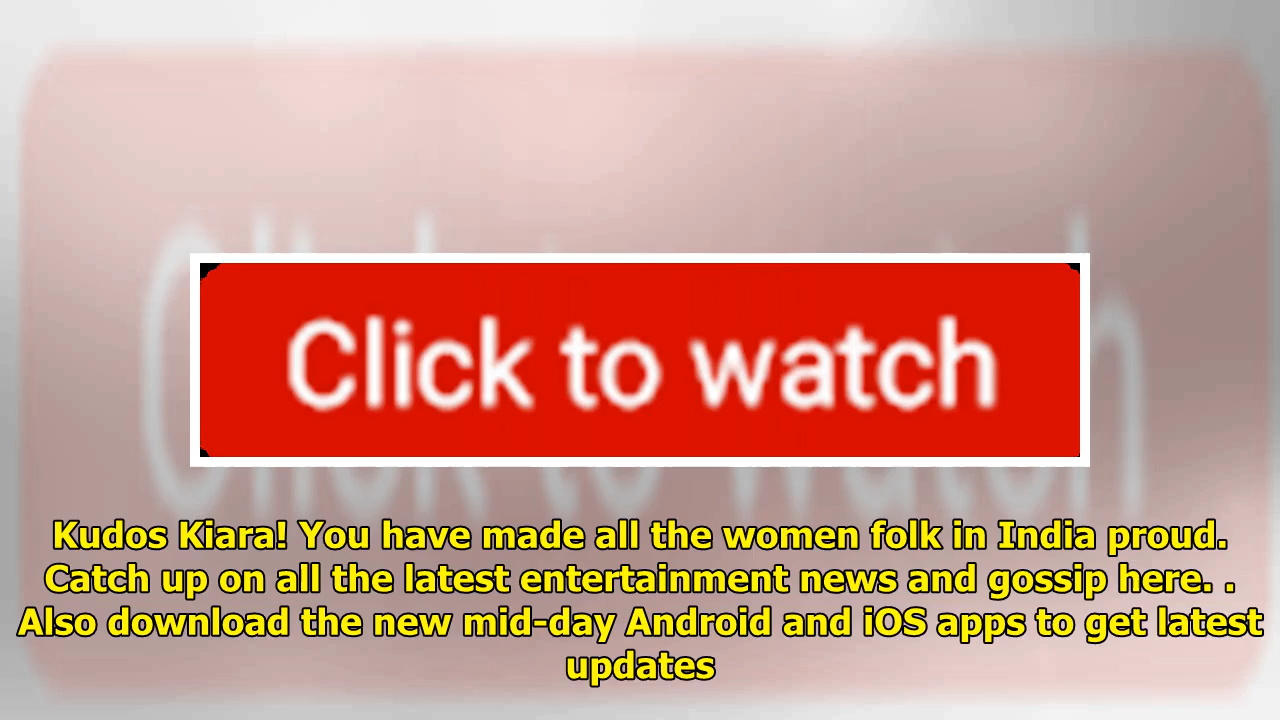 Click to watch
Kudos Kiara! You have made all the women folk in India proud.
Catch up on all the latest entertainment news and gossip here. .
Also download the new mid-day Android and iOS apps to get latest
updates